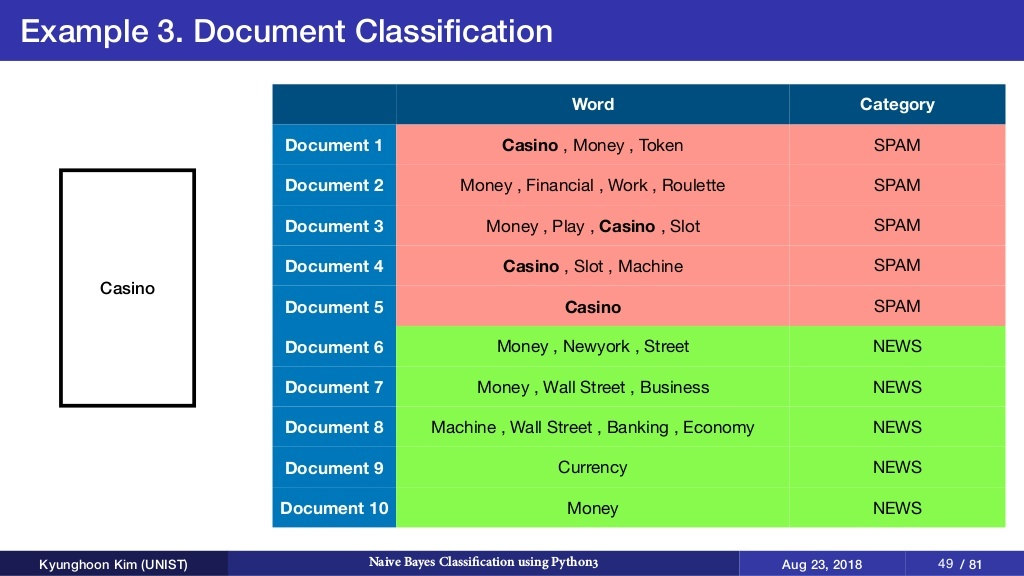 Example 3. Document Classification
Word Category
Document 1 Casino , Money , Token SPAM
Document 2 Money , Financial , Work , Roulette SPAM
Document 3 Money , Play , Casino , Slot SPAM
Document 4 Casino , Slot , Machine SPAM
Document 5 Casino SPAM
Document 6 Money , Newyork , Street NEWS
Document 7 Money , Wall Street , Business NEWS
Document 8 Machine , Wall Street , Banking , Economy NEWS
Document 9 Currency NEWS
Document 10 Money NEWS
Casino
Kyunghoon Kim (UNIST) Naive Bayes Classification using Python3 Aug 23, 2018 49 / 81